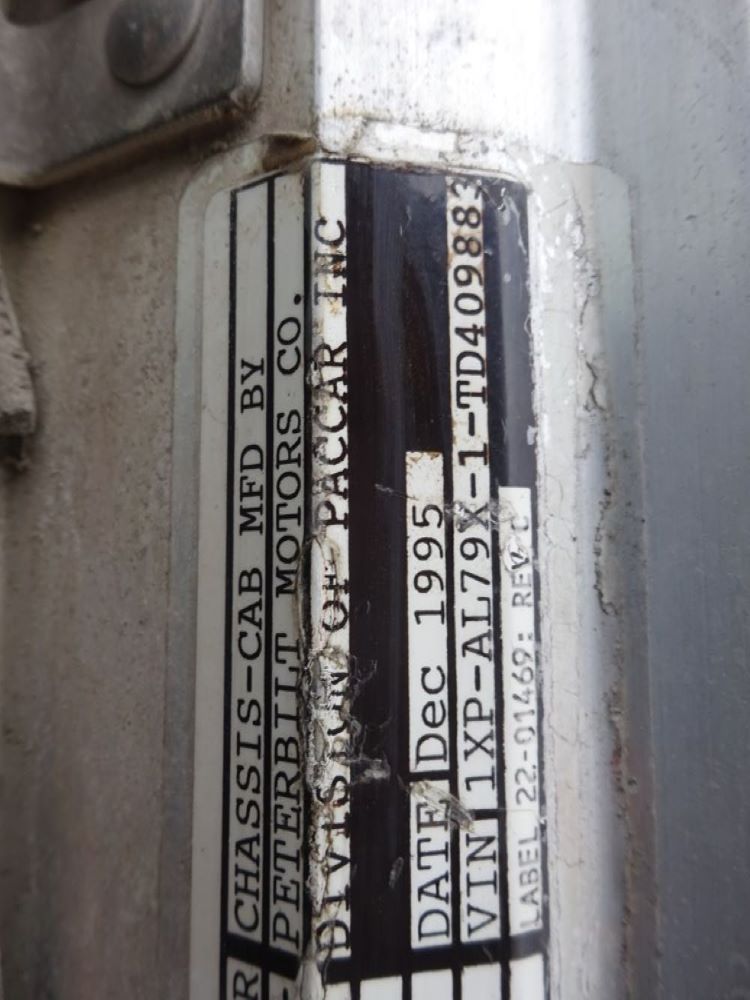 CHASSIS-CAB MFD BY
PETERBILT MOTORS CO.
DIVISION OF PACCAR INC
DATE Dec 1995
VIN 1XP-AL79X-1-TD409883
LABEL 22-01469: REV C